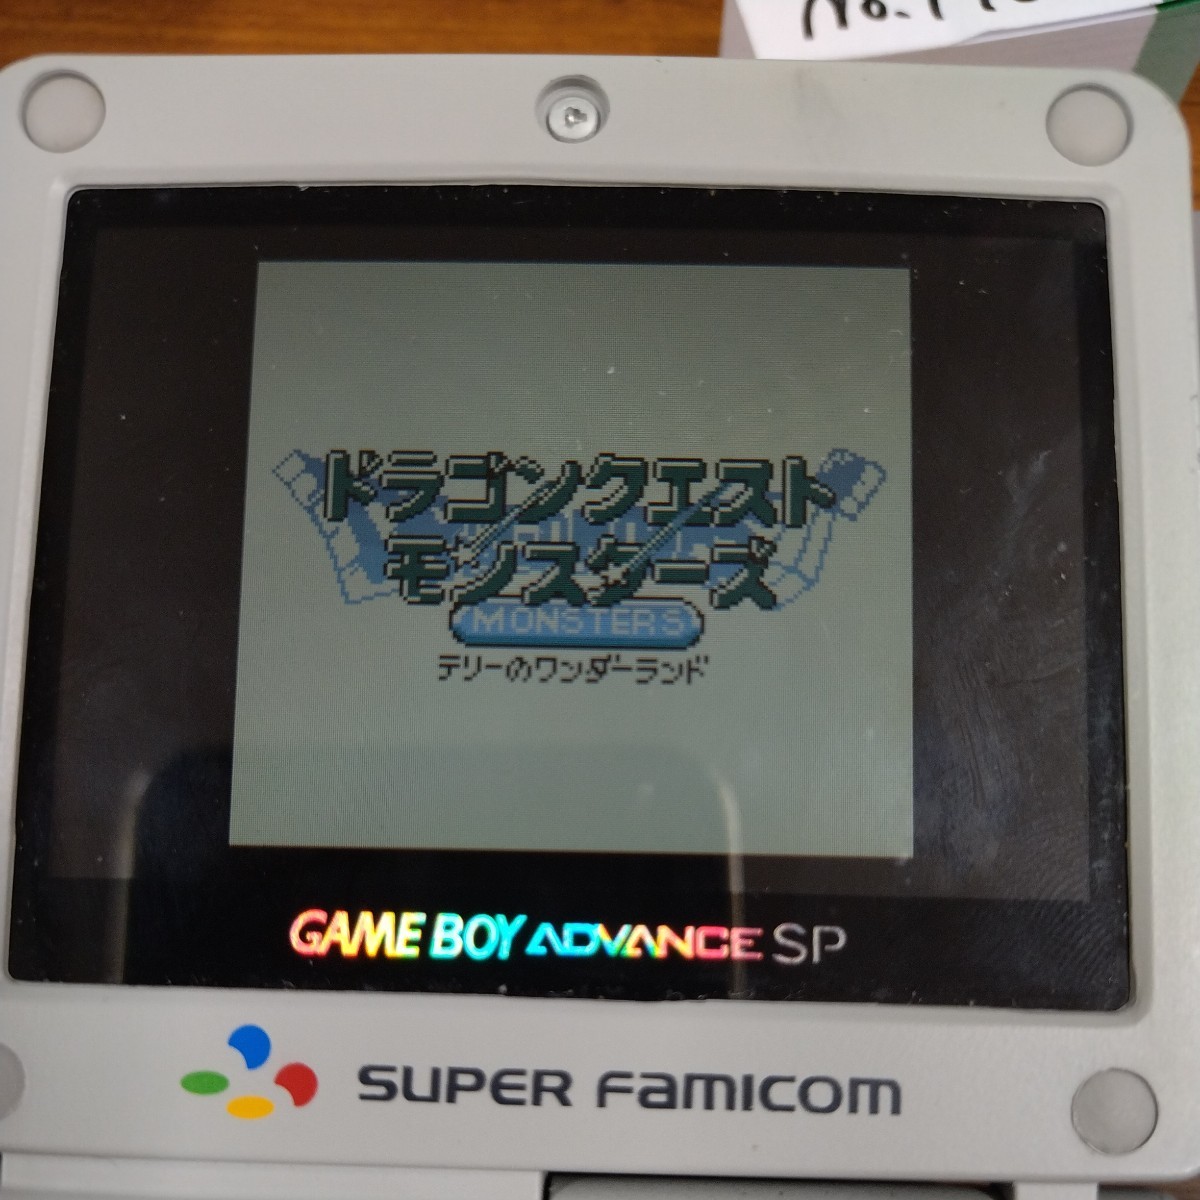 ドラゴンクエスト
モンスターズ
MONSTERS
テリーのワンダーランド
GAME BOY ADVANCE SP
SUPER FAMICOM